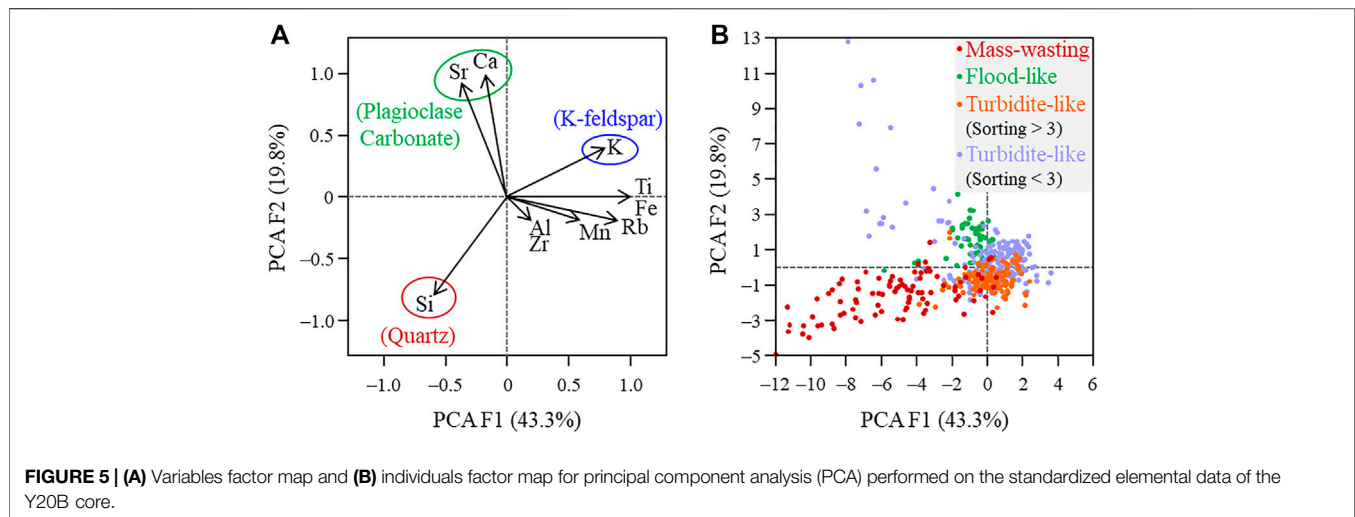 A
1.0
0.5
0
−0.5
−1.0
PCA F2 (19.8%)
Sr Ca
(Plagioclase
Carbonate)
(K-feldspar)
K
Ti
Fe
Al
Zr
Mn
Rb
Si
(Quartz)
−1.0 −0.5 0 0.5 1.0
PCA F1 (43.3%)
B
13
11
9
7
5
3
1
−1
−3
−5
PCA F2 (19.8%)
Mass-wasting
Flood-like
Turbidite-like
(Sorting > 3)
Turbidite-like
(Sorting < 3)
−12 −10 −8 −6 −4 −2 0 2 4 6
PCA F1 (43.3%)
FIGURE 5 | (A) Variables factor map and (B) individuals factor map for principal component analysis (PCA) performed on the standardized elemental data of the
Y20B core.